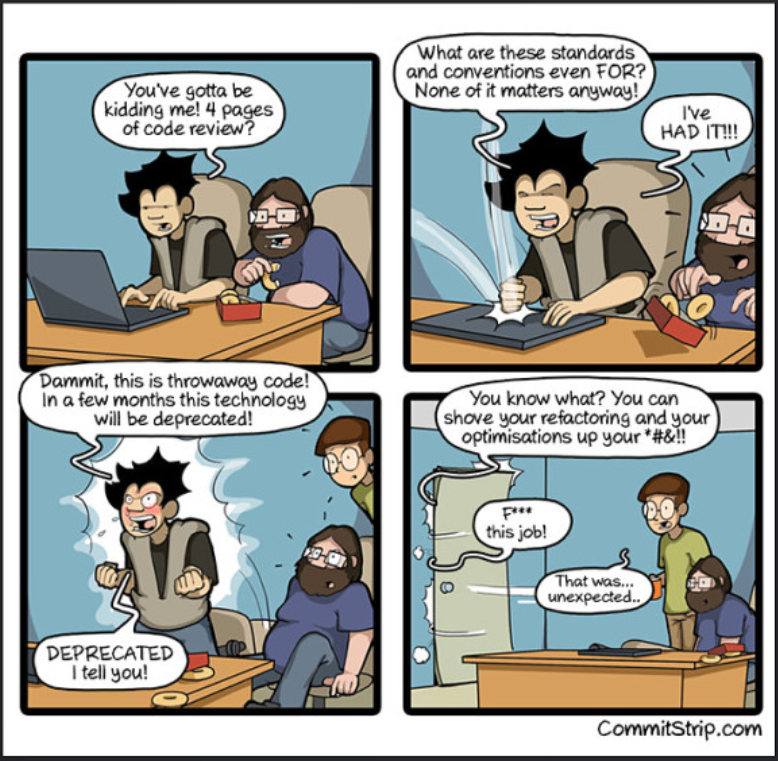 You've gotta be
kidding me! 4 pages
of code review?
What are these standards
and conventions even FOR?
None of it matters anyway!
I've
HAD IT!!!
Dammit, this is throwaway code!
In a few months this technology
will be deprecated!
DEPRECATED
I tell you!
You know what? You can
shove your refactoring and your
optimisations up your *#&!!
F***
this job!
That was...
unexpected..
CommitStrip.com